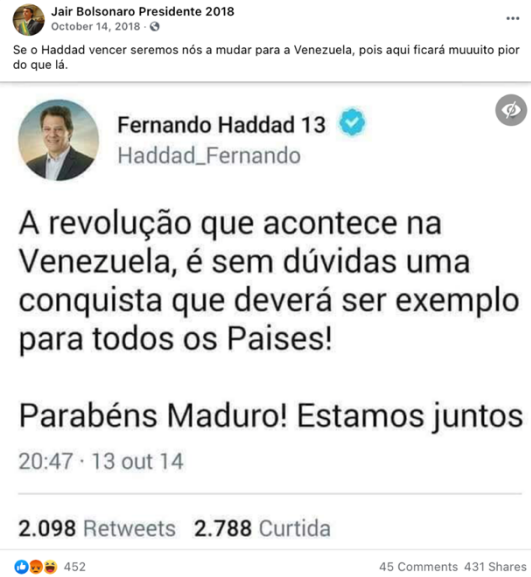 Jair Bolsonaro Presidente 2018
October 14, 2018 ·
Se o Haddad vencer seremos nós a mudar para a Venezuela, pois aqui ficará muuuito pior
do que lá.
Fernando Haddad 13
Haddad_Fernando
A revolução que acontece na
Venezuela, é sem dúvidas uma
conquista que deverá ser exemplo
para todos os Paises!
Parabéns Maduro! Estamos juntos
20:47 · 13 out 14
2.098 Retweets 2.788 Curtida
452 45 Comments 431 Shares